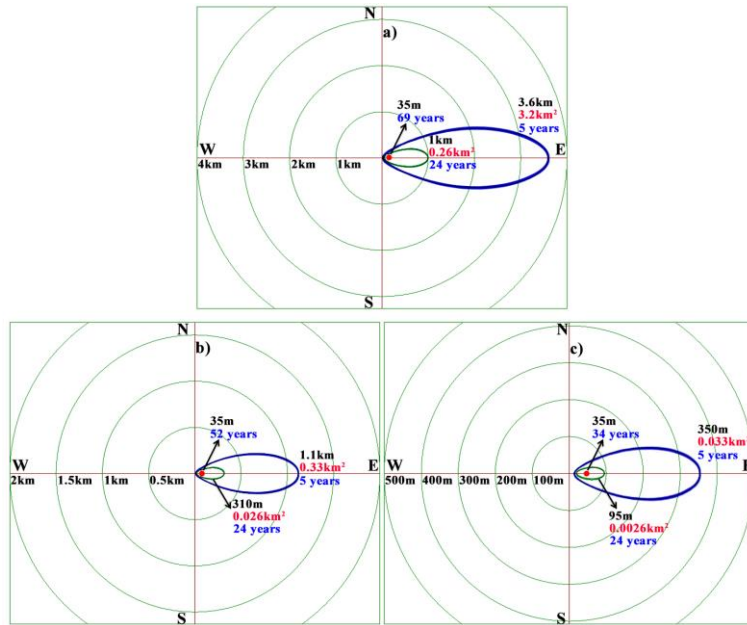 N
a)
3.6km
3.2km²
5 years
35m
69 years
1km
0.26km²
24 years
W
E
4km 3km 2km 1km
S
N
b)
35m
52 years
1.1km
0.33km²
5 years
W
E
2km 1.5km 1km 0.5km
310m
0.026km²
24 years
S
N
c)
35m
34 years
350m
0.033km²
5 years
W
E
500m 400m 300m 200m 100m
95m
0.0026km²
24 years
S